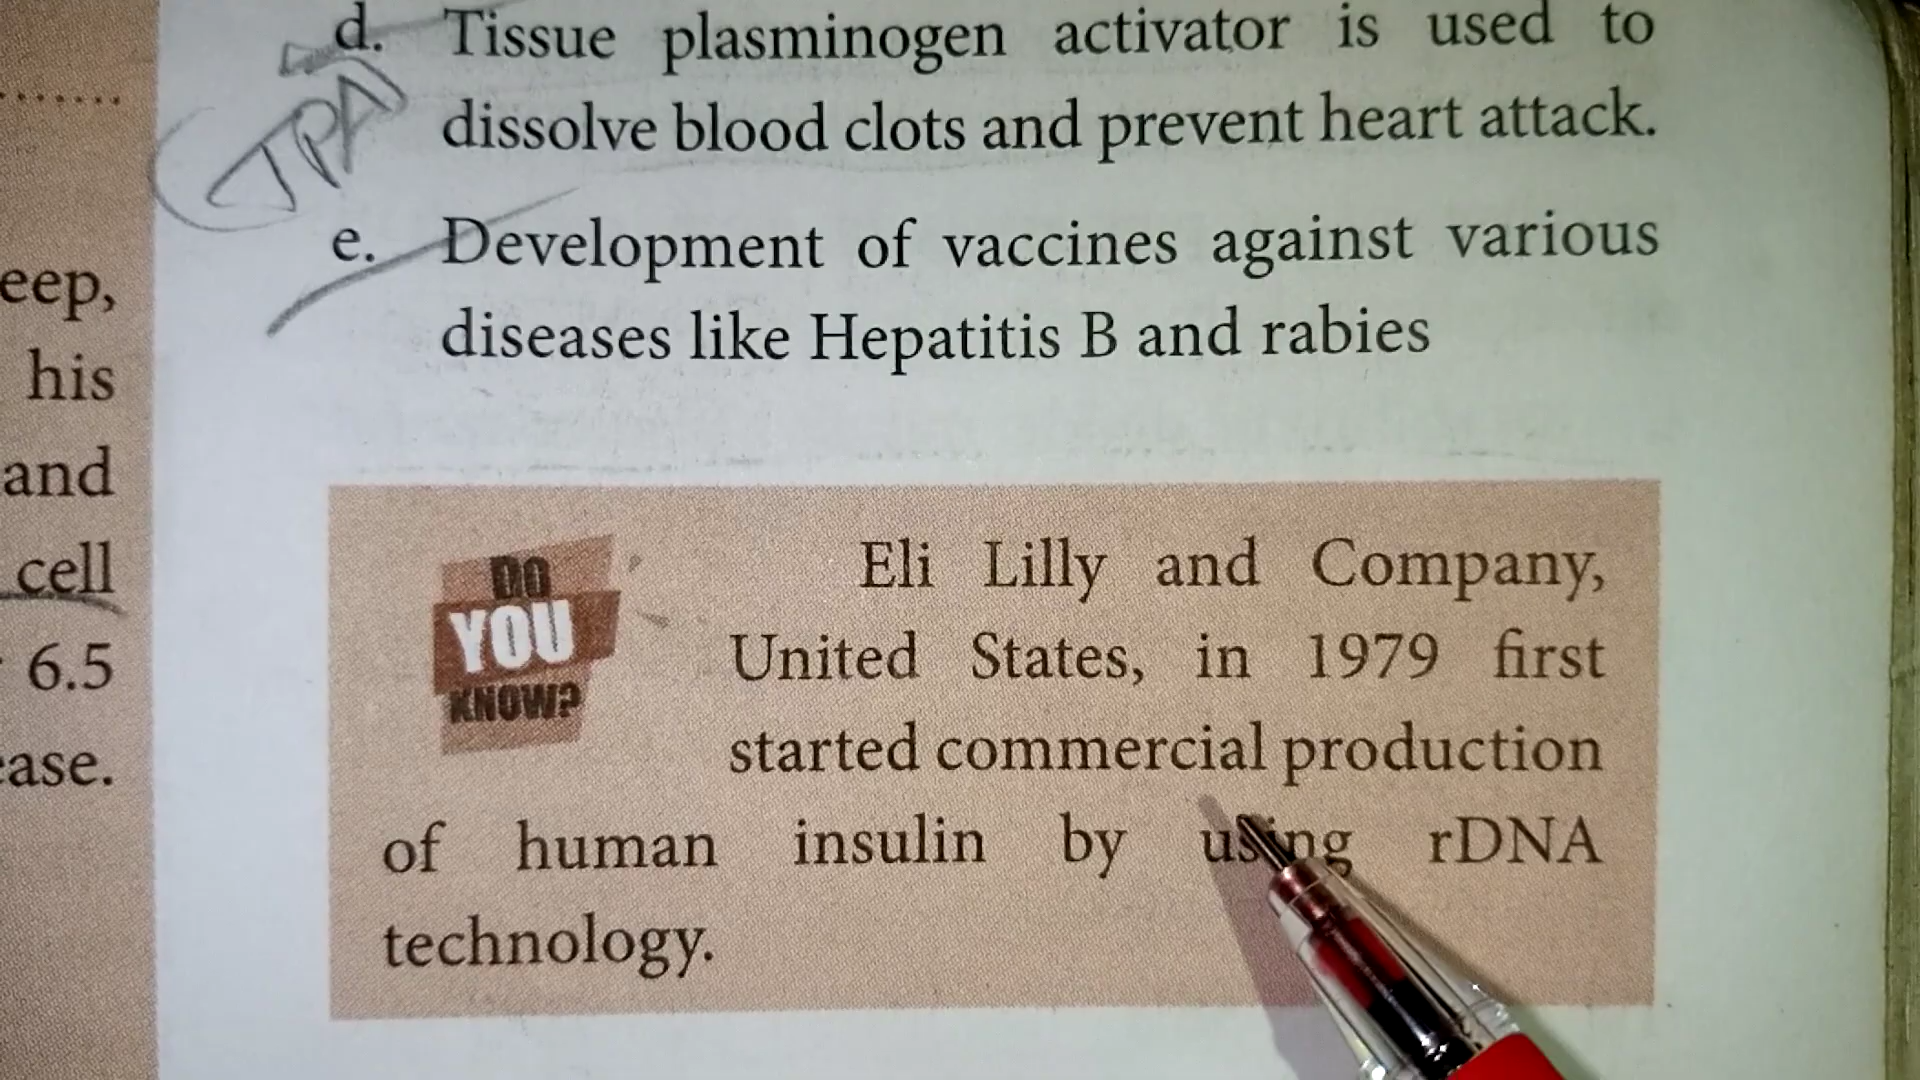 eep,
his
and
cell
6.5
ase.
d. Tissue plasminogen activator is used to
dissolve blood clots and prevent heart attack.
TPA
e. Development of vaccines against various
diseases like Hepatitis B and rabies
DO
YOU
KNOW?
Eli Lilly and Company,
United States, in 1979 first
started commercial production
of human insulin by using rDNA
technology.